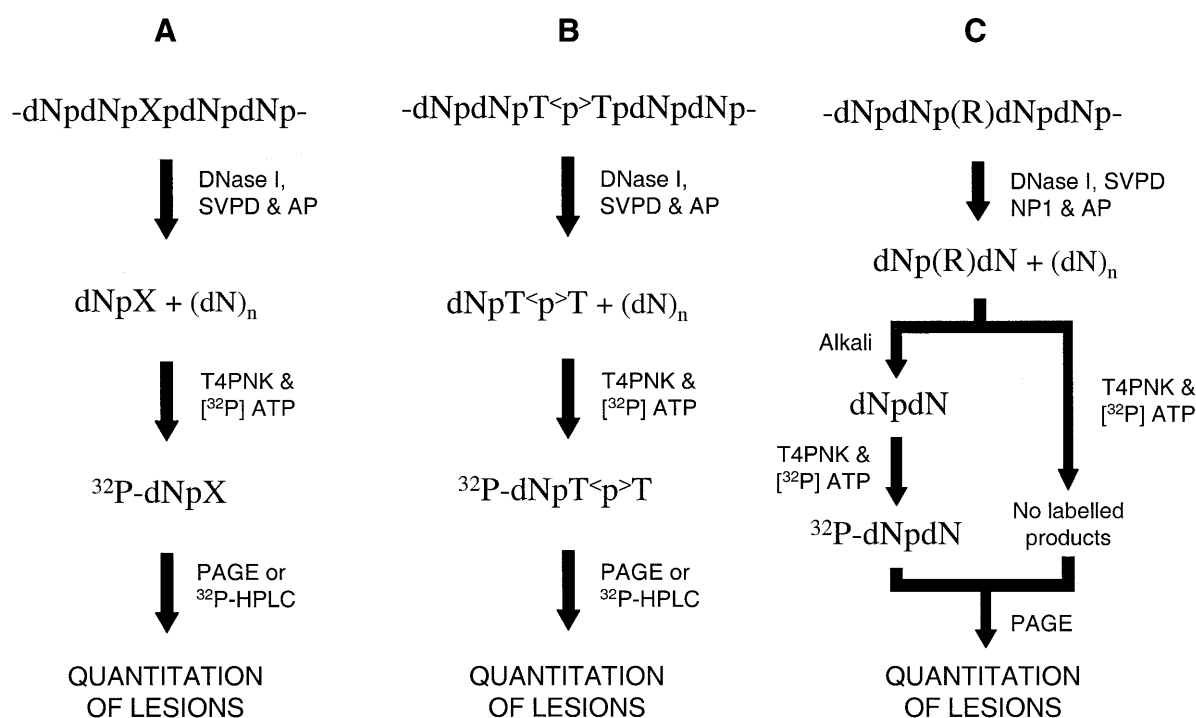 A
-dNpdNpXpdNpdNp-
DNase I,
SVPD & AP
dNpX + (dN)n
T4PNK &
[32P] ATP
32P-dNpX
PAGE or
32P-HPLC
QUANTITATION
OF LESIONS
B
-dNpdNpT<p>TpdNpdNp-
DNase I,
SVPD & AP
dNpT<p>T + (dN)n
T4PNK &
[32P] ATP
32P-dNpT<p>T
PAGE or
32P-HPLC
QUANTITATION
OF LESIONS
C
-dNpdNp(R)dNpdNp-
DNase I, SVPD
NP1 & AP
dNp(R)dN + (dN)n
Alkali
dNpdN
T4PNK &
[32P] ATP
32P-dNpdN
T4PNK &
[32P] ATP
No labelled
products
PAGE
QUANTITATION
OF LESIONS